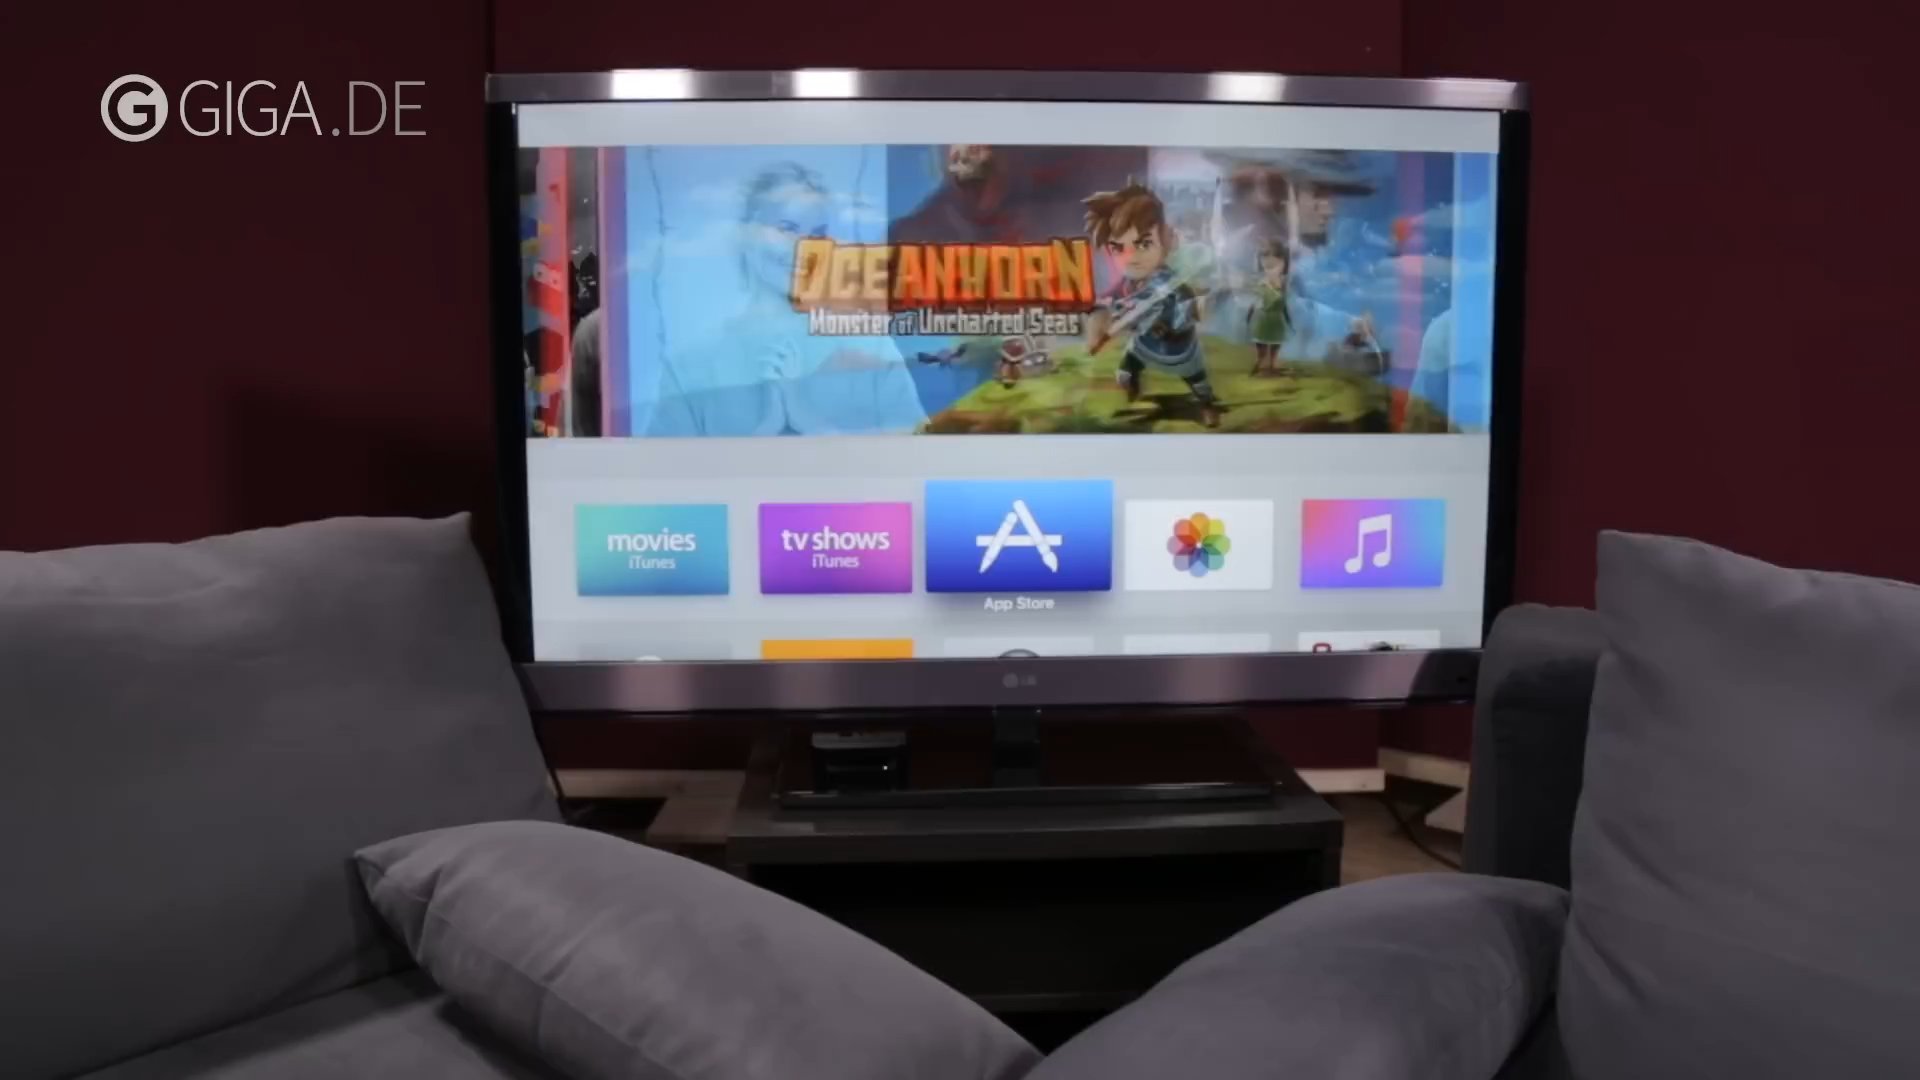 GIGA.DE
OCEANHORN
Monster of Uncharted Seas
movies
iTunes
tv shows
iTunes
App Store
LG